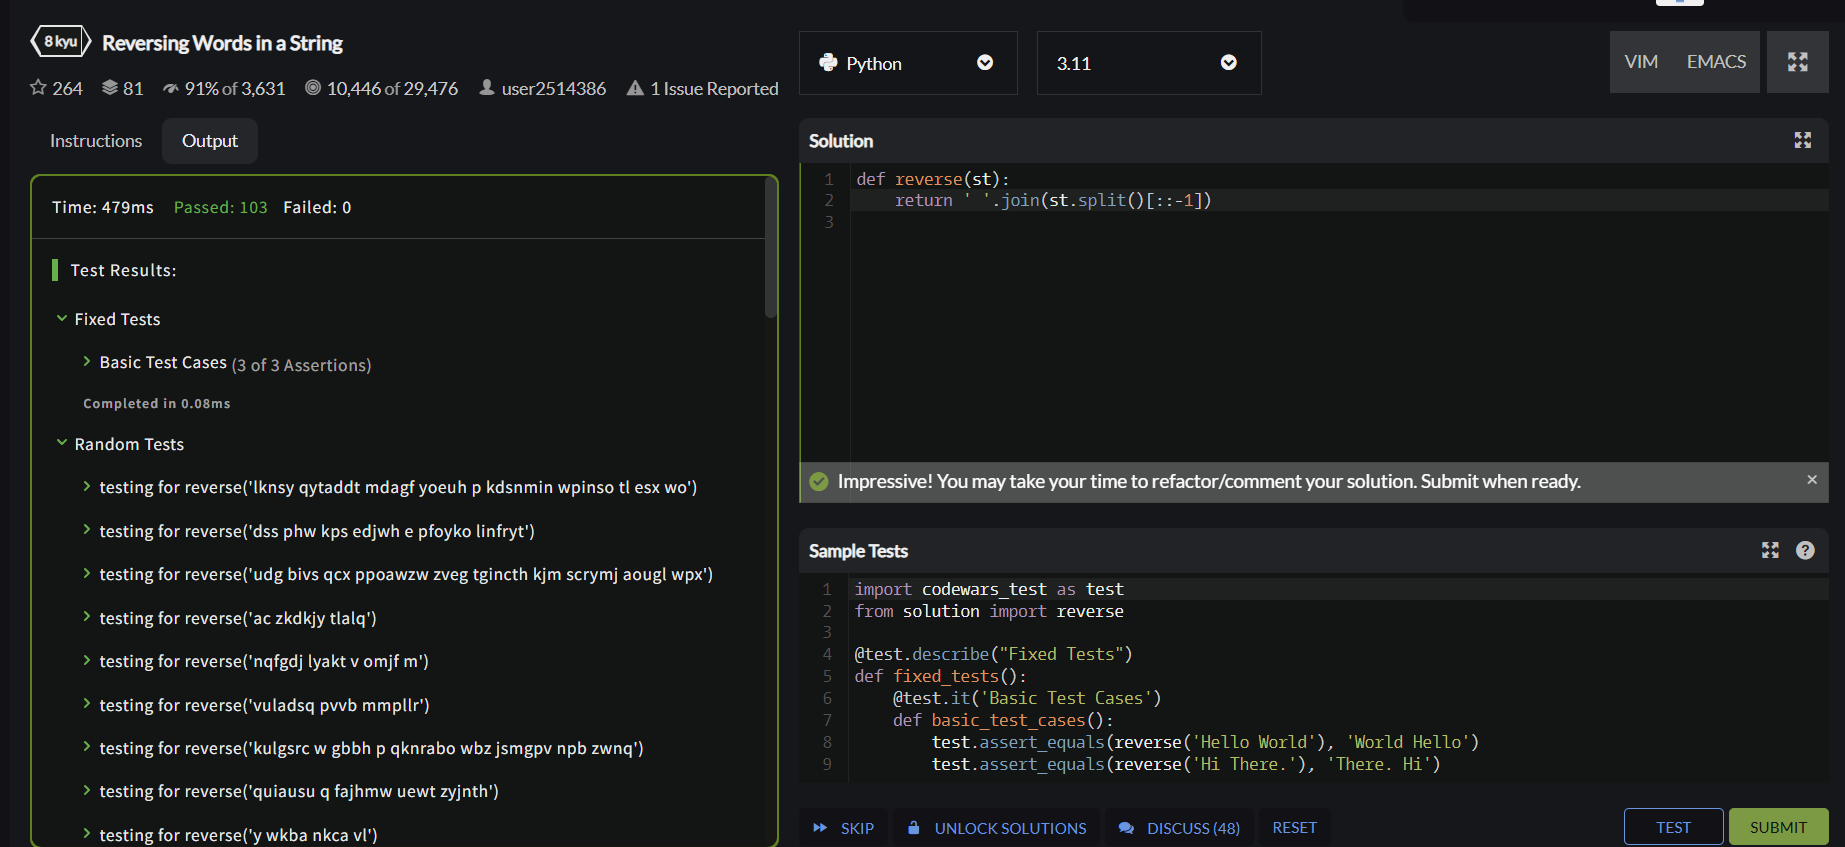 8 kyu Reversing Words in a String
264 81 91% of 3,631 10,446 of 29,476 user2514386 1 Issue Reported
Instructions Output
Time: 479ms Passed: 103 Failed: 0
Test Results:
Fixed Tests
Basic Test Cases (3 of 3 Assertions)
Completed in 0.08ms
Random Tests
testing for reverse('lknsy qytaddt mdagf yoeuh p kdsnmin wpinso tl esx wo')
testing for reverse('dss phw kps edjwh e pfoyko linfryt')
testing for reverse('udg bivs qcx ppoawzw zveg tgincth kjm scrymj aougl wpx')
testing for reverse('ac zkdkjy tlalq')
testing for reverse('nqfgdj lyakt v omjf m')
testing for reverse('vuladsq pvvb mmpllr')
testing for reverse('kulgsrc w gbbh p qknrabo wbz jsmgpv npb zwnq')
testing for reverse('quiausu q fajhmw uewt zyjnth')
testing for reverse('y wkba nkca vl')
Python 3.11 VIM EMACS
Solution
1 def reverse(st):
2     return ' '.join(st.split()[::-1])
3
Impressive! You may take your time to refactor/comment your solution. Submit when ready. ×
Sample Tests ?
1 import codewars_test as test
2 from solution import reverse
3
4 @test.describe("Fixed Tests")
5 def fixed_tests():
6     @test.it('Basic Test Cases')
7     def basic_test_cases():
8         test.assert_equals(reverse('Hello World'), 'World Hello')
9         test.assert_equals(reverse('Hi There.'), 'There. Hi')
SKIP UNLOCK SOLUTIONS DISCUSS (48) RESET TEST SUBMIT